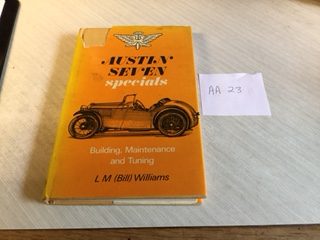 AUSTIN
SEVEN
specials
Building, Maintenance
and Tuning
L M (Bill) Williams
AA 23